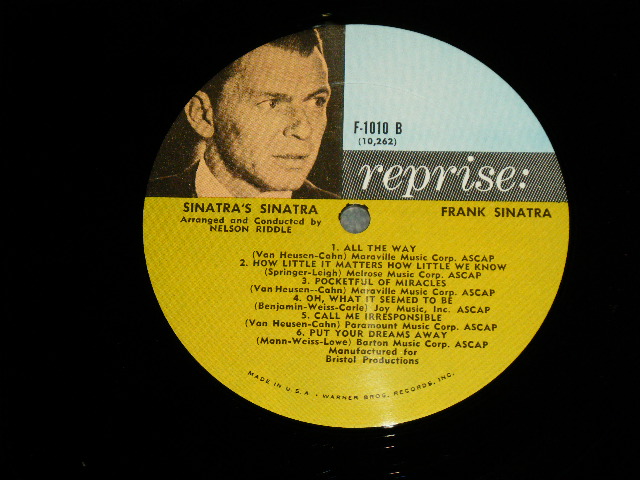 F-1010 B
(10,262)
reprise:
SINATRA'S SINATRA
Arranged and Conducted by
NELSON RIDDLE
FRANK SINATRA
1. ALL THE WAY
(Van Heusen-Cahn) Maraville Music Corp. ASCAP
2. HOW LITTLE IT MATTERS HOW LITTLE WE KNOW
(Springer-Leigh) Melrose Music Corp. ASCAP
3. POCKETFUL OF MIRACLES
(Van Heusen--Cahn) Maraville Music Corp. ASCAP
4. OH, WHAT IT SEEMED TO BE
(Benjamin-Weiss-Carle) Joy Music, Inc. ASCAP
5. CALL ME IRRESPONSIBLE
(Van Heusen-Cahn) Paramount Music Corp. ASCAP
6. PUT YOUR DREAMS AWAY
(Mann-Weiss-Lowe) Barton Music Corp. ASCAP
Manufactured for
Bristol Productions
MADE IN U.S.A. • WARNER BROS. RECORDS, INC.